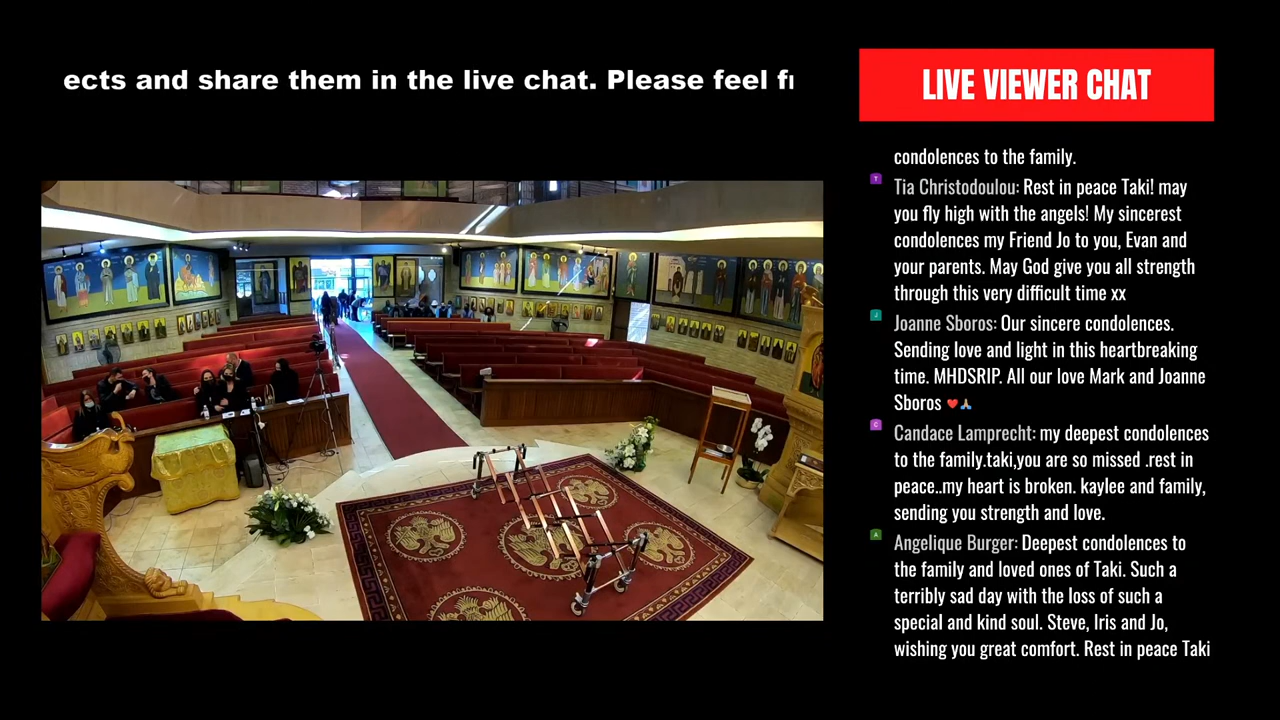 ects and share them in the live chat. Please feel
LIVE VIEWER CHAT
condolences to the family.
T
Tia Christodoulou: Rest in peace Taki! may
you fly high with the angels! My sincerest
condolences my Friend Jo to you, Evan and
your parents. May God give you all strength
through this very difficult time xx
J
Joanne Sboros: Our sincere condolences.
Sending love and light in this heartbreaking
time. MHDSRIP. All our love Mark and Joanne
Sboros ❤️🙏
C
Candace Lamprecht: my deepest condolences
to the family.taki,you are so missed .rest in
peace..my heart is broken. kaylee and family,
sending you strength and love.
A
Angelique Burger: Deepest condolences to
the family and loved ones of Taki. Such a
terribly sad day with the loss of such a
special and kind soul. Steve, Iris and Jo,
wishing you great comfort. Rest in peace Taki